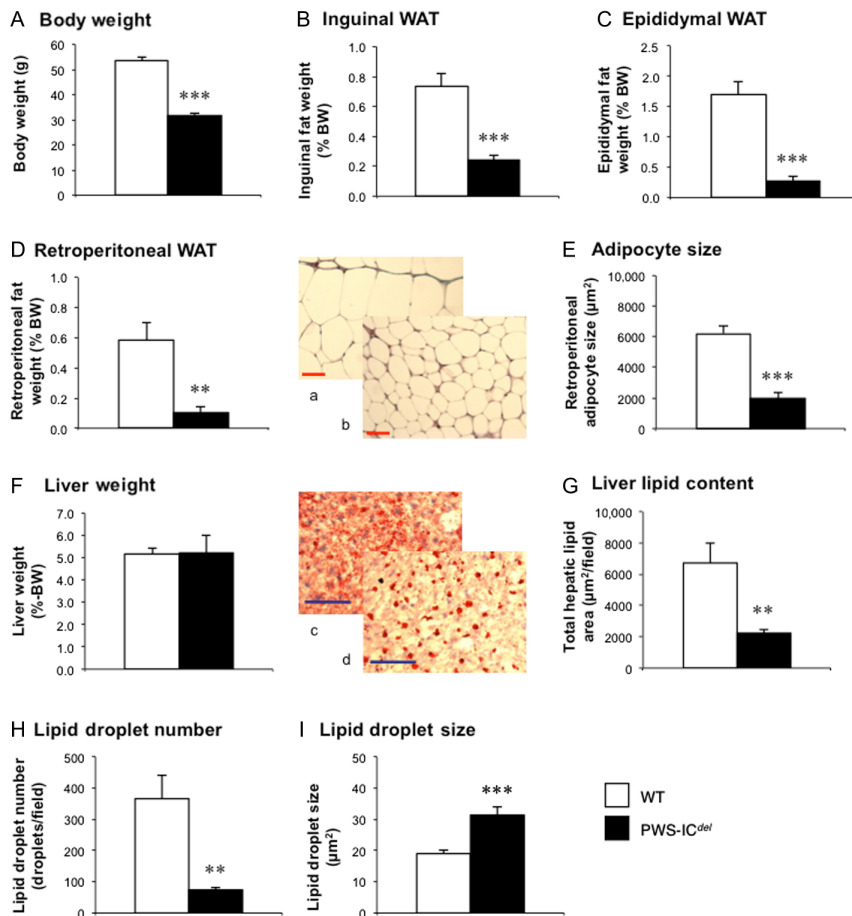 A Body weight
Body weight (g)
60
50
40
30
20
10
0
***
B Inguinal WAT
Inguinal fat weight
(% BW)
1.0
0.8
0.6
0.4
0.2
0.0
***
C Epididymal WAT
Epididymal fat
weight (% BW)
2.5
2.0
1.5
1.0
0.5
0.0
***
D Retroperitoneal WAT
Retroperitoneal fat
weight (% BW)
1.0
0.8
0.6
0.4
0.2
0.0
**
a
b
E Adipocyte size
Retroperitoneal
adipocyte size (µm²)
10,000
8000
6000
4000
2000
0
***
F Liver weight
Liver weight
(%-BW)
7.0
6.0
5.0
4.0
3.0
2.0
1.0
0.0
c
d
G Liver lipid content
Total hepatic lipid
area (µm²/field)
10,000
8000
6000
4000
2000
0
**
H Lipid droplet number
Lipid droplet number
(droplets/field)
500
400
300
200
100
0
**
I Lipid droplet size
Lipid droplet size
(µm²)
50
40
30
20
10
0
***
WT
PWS-ICdel